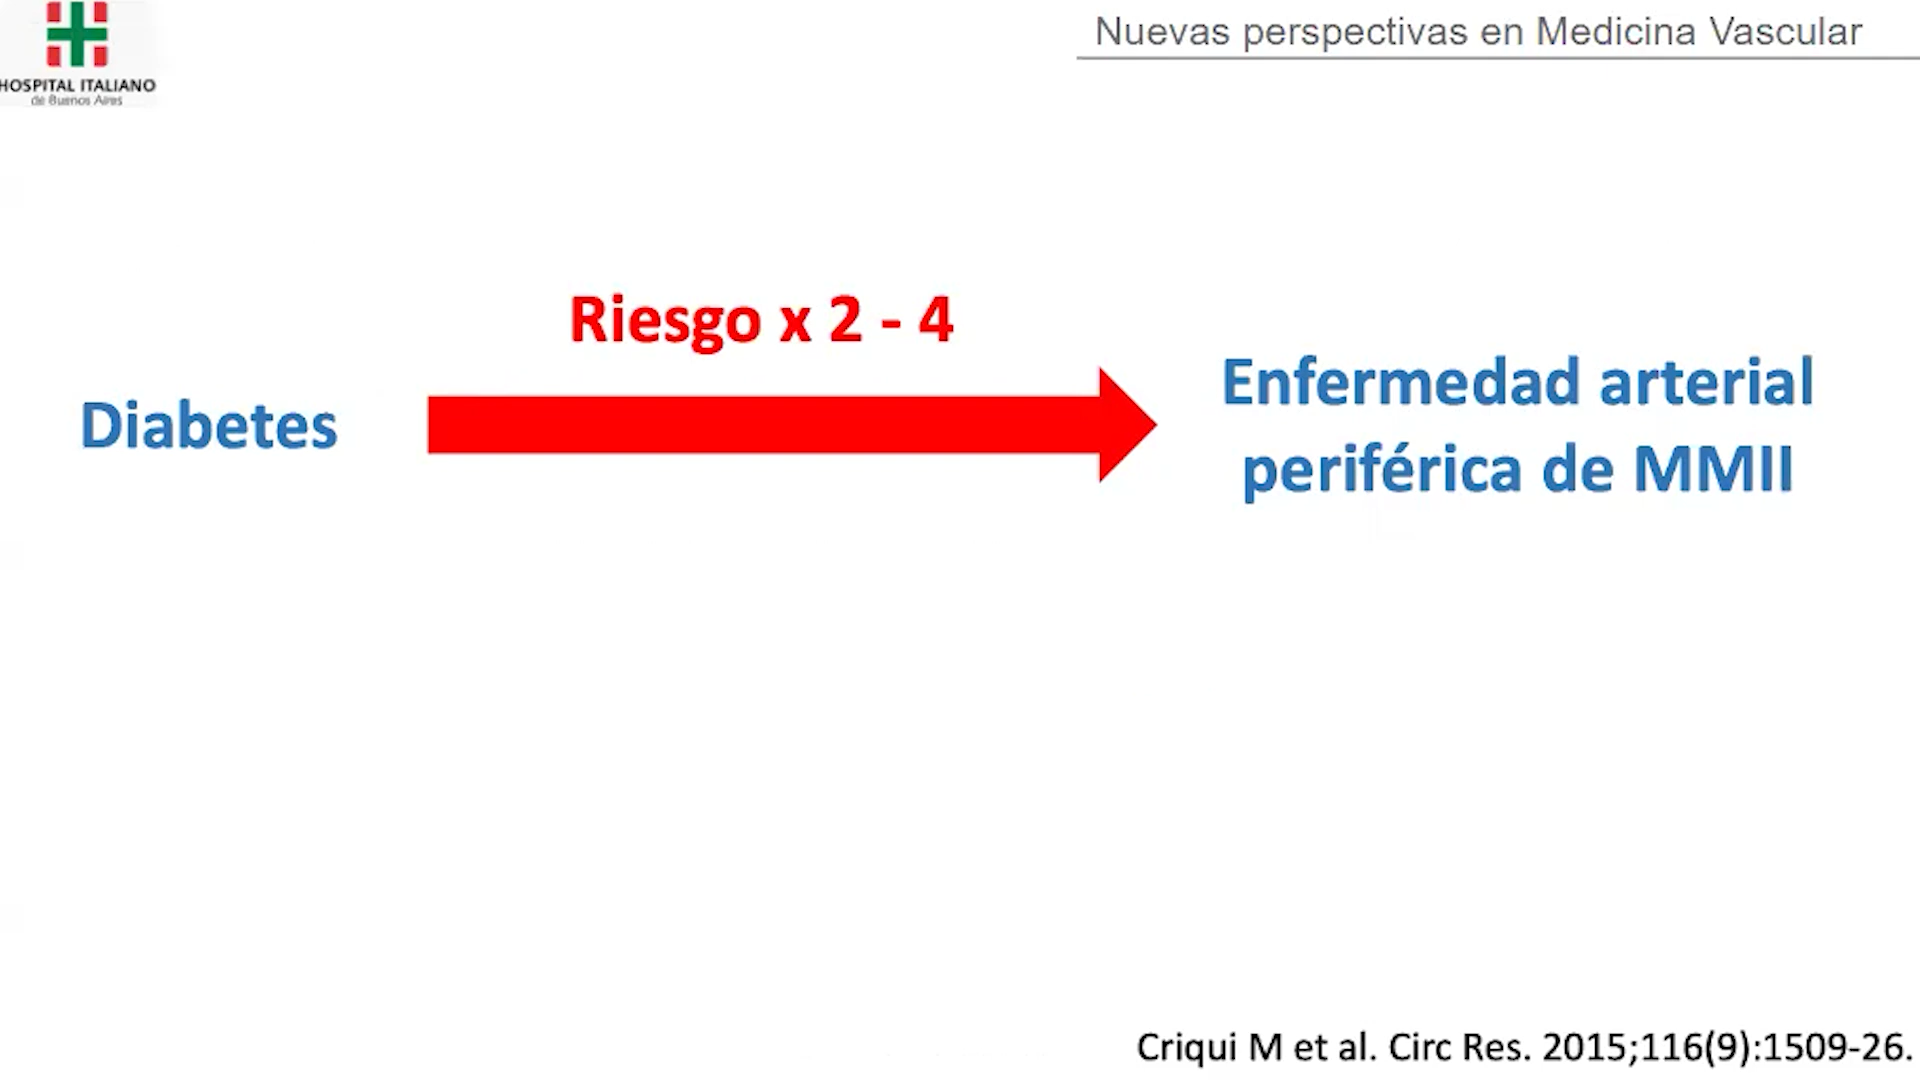 HOSPITAL ITALIANO
de Buenos Aires
Nuevas perspectivas en Medicina Vascular
Riesgo x 2 - 4
Diabetes
Enfermedad arterial
periférica de MMII
Criqui M et al. Circ Res. 2015;116(9):1509-26.